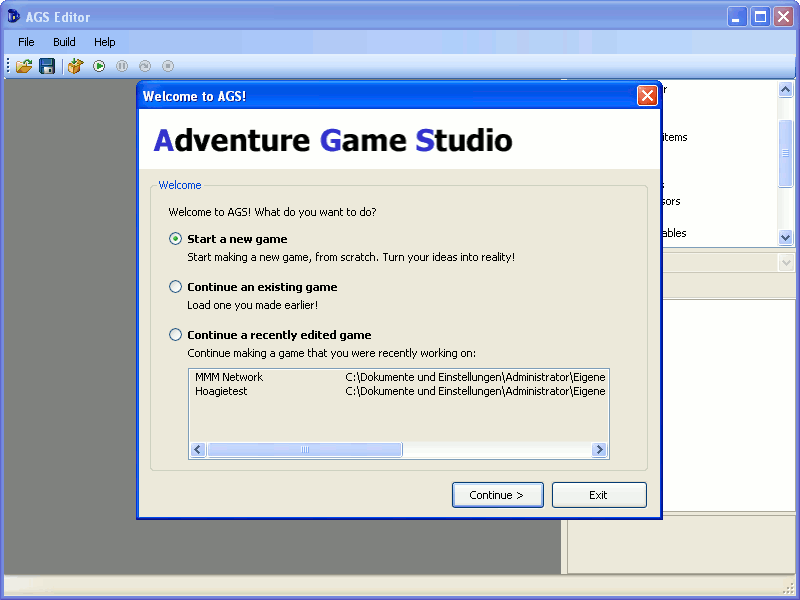 AGS Editor
File Build Help
Welcome to AGS!
Adventure Game Studio
Welcome
Welcome to AGS! What do you want to do?
Start a new game
Start making a new game, from scratch. Turn your ideas into reality!
Continue an existing game
Load one you made earlier!
Continue a recently edited game
Continue making a game that you were recently working on:
MMM Network C:\Dokumente und Einstellungen\Administrator\Eigene
Hoagietest C:\Dokumente und Einstellungen\Administrator\Eigene
Continue >
Exit
items